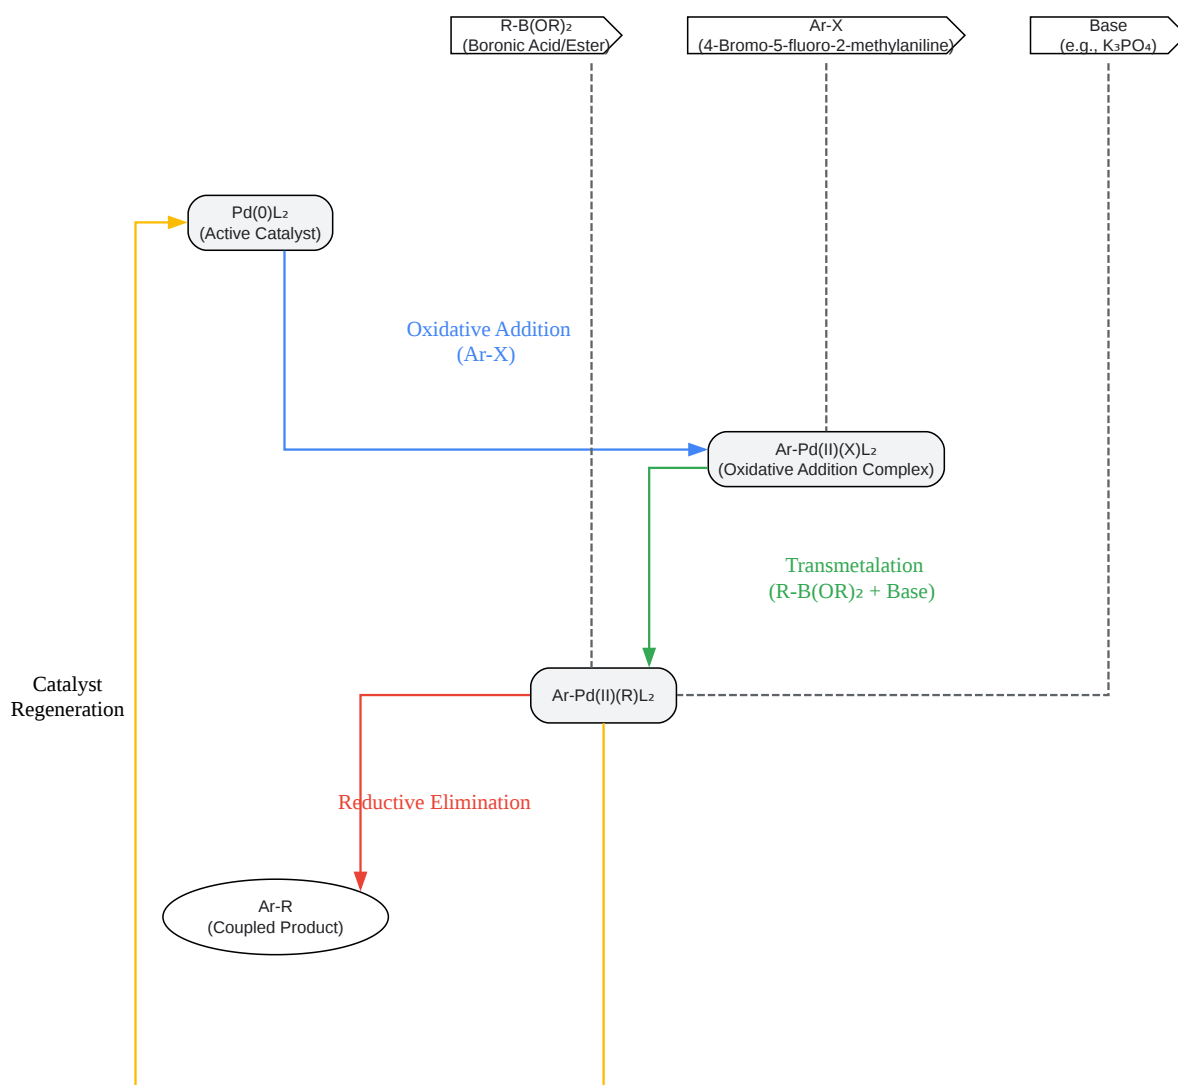 R-B(OR)₂
(Boronic Acid/Ester)
Ar-X
(4-Bromo-5-fluoro-2-methylaniline)
Base
(e.g., K₃PO₄)
Pd(0)L₂
(Active Catalyst)
Oxidative Addition
(Ar-X)
Ar-Pd(II)(X)L₂
(Oxidative Addition Complex)
Transmetalation
(R-B(OR)₂ + Base)
Catalyst
Regeneration
Ar-Pd(II)(R)L₂
Reductive Elimination
Ar-R
(Coupled Product)